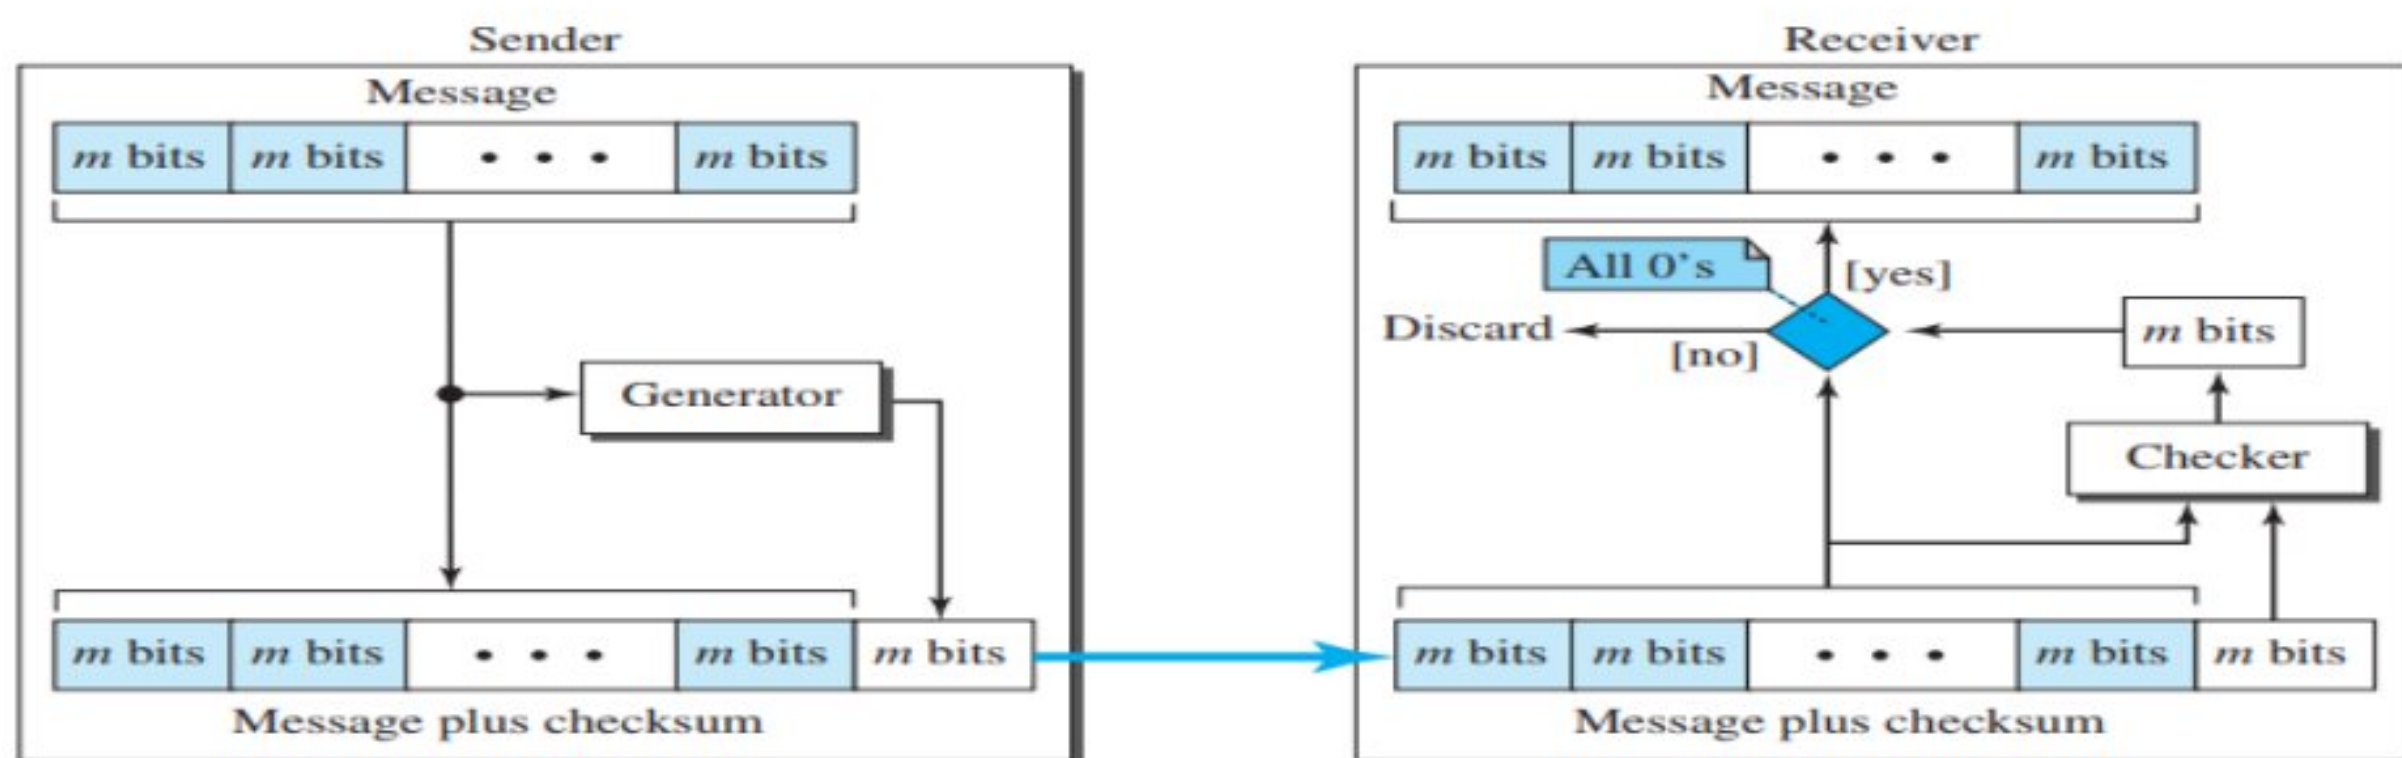 Sender
Message
m bits m bits • • • m bits
Generator
m bits m bits • • • m bits m bits
Message plus checksum
Receiver
Message
m bits m bits • • • m bits
All 0's
[yes]
Discard
[no]
m bits
Checker
m bits m bits • • • m bits m bits
Message plus checksum